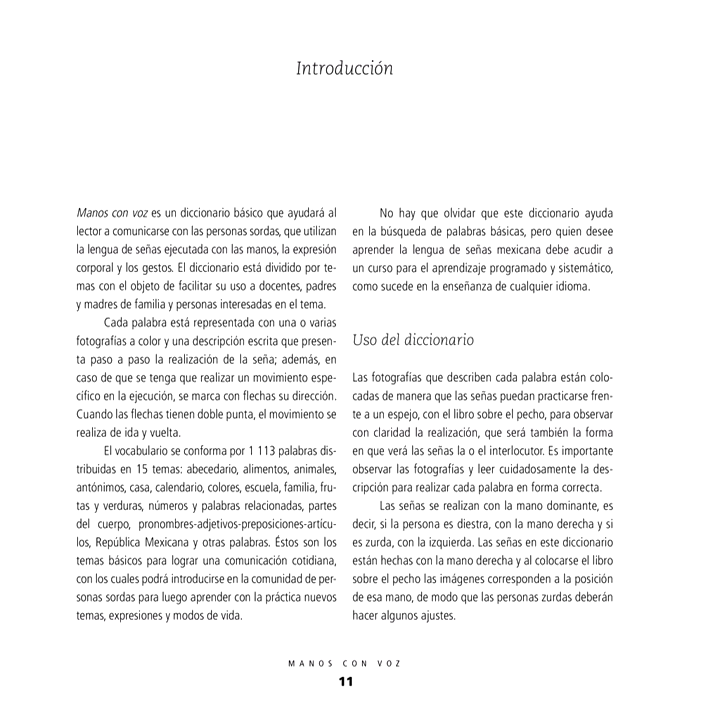 Introducción
Manos con voz es un diccionario básico que ayudará al
lector a comunicarse con las personas sordas, que utilizan
la lengua de señas ejecutada con las manos, la expresión
corporal y los gestos. El diccionario está dividido por te-
mas con el objeto de facilitar su uso a docentes, padres
y madres de familia y personas interesadas en el tema.
Cada palabra está representada con una o varias
fotografías a color y una descripción escrita que presen-
ta paso a paso la realización de la seña; además, en
caso de que se tenga que realizar un movimiento espe-
cífico en la ejecución, se marca con flechas su dirección.
Cuando las flechas tienen doble punta, el movimiento se
realiza de ida y vuelta.
El vocabulario se conforma por 1 113 palabras dis-
tribuidas en 15 temas: abecedario, alimentos, animales,
antónimos, casa, calendario, colores, escuela, familia, fru-
tas y verduras, números y palabras relacionadas, partes
del cuerpo, pronombres-adjetivos-preposiciones-artícu-
los, República Mexicana y otras palabras. Éstos son los
temas básicos para lograr una comunicación cotidiana,
con los cuales podrá introducirse en la comunidad de per-
sonas sordas para luego aprender con la práctica nuevos
temas, expresiones y modos de vida.
No hay que olvidar que este diccionario ayuda
en la búsqueda de palabras básicas, pero quien desee
aprender la lengua de señas mexicana debe acudir a
un curso para el aprendizaje programado y sistemático,
como sucede en la enseñanza de cualquier idioma.
Uso del diccionario
Las fotografías que describen cada palabra están colo-
cadas de manera que las señas puedan practicarse fren-
te a un espejo, con el libro sobre el pecho, para observar
con claridad la realización, que será también la forma
en que verá las señas la o el interlocutor. Es importante
observar las fotografías y leer cuidadosamente la des-
cripción para realizar cada palabra en forma correcta.
Las señas se realizan con la mano dominante, es
decir, si la persona es diestra, con la mano derecha y si
es zurda, con la izquierda. Las señas en este diccionario
están hechas con la mano derecha y al colocarse el libro
sobre el pecho las imágenes corresponden a la posición
de esa mano, de modo que las personas zurdas deberán
hacer algunos ajustes.
MANOS CON VOZ
11